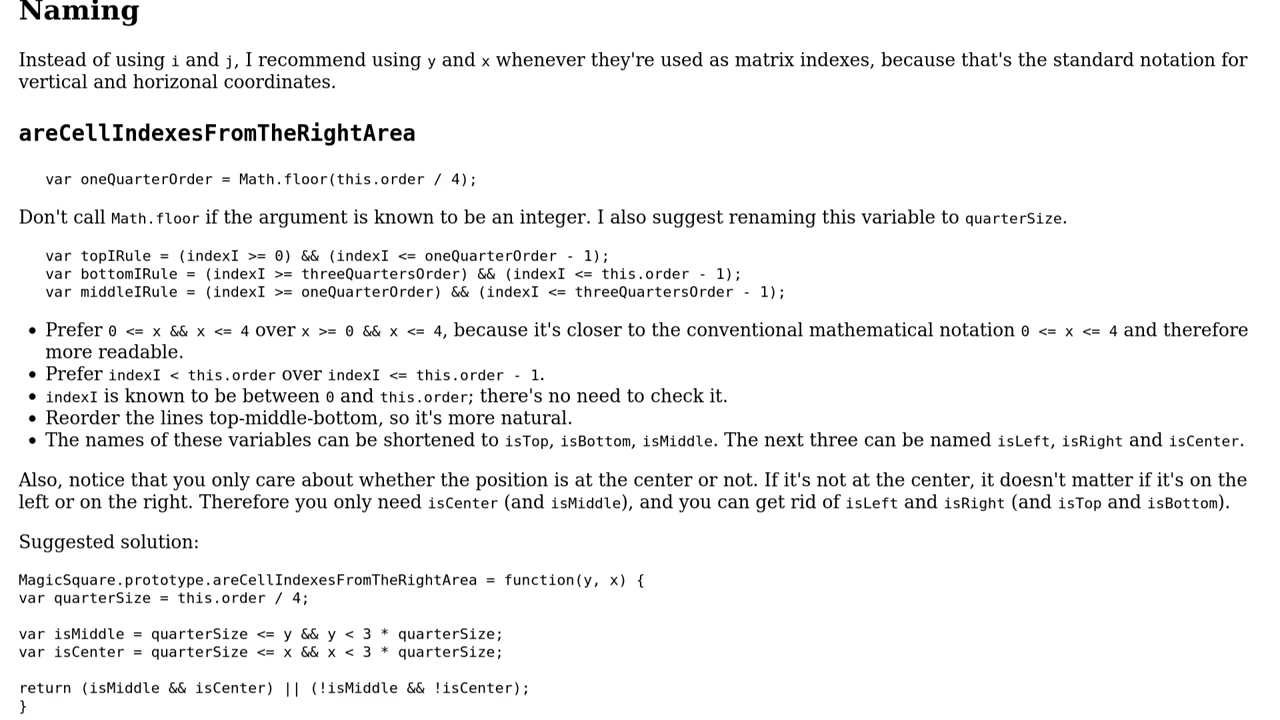 Naming
Instead of using i and j, I recommend using y and x whenever they're used as matrix indexes, because that's the standard notation for
vertical and horizonal coordinates.
areCellIndexesFromTheRightArea
var oneQuarterOrder = Math.floor(this.order / 4);
Don't call Math.floor if the argument is known to be an integer. I also suggest renaming this variable to quarterSize.
var topIRule = (indexI >= 0) && (indexI <= oneQuarterOrder - 1);
var bottomIRule = (indexI >= threeQuartersOrder) && (indexI <= this.order - 1);
var middleIRule = (indexI >= oneQuarterOrder) && (indexI <= threeQuartersOrder - 1);
• Prefer 0 <= x && x <= 4 over x >= 0 && x <= 4, because it's closer to the conventional mathematical notation 0 <= x <= 4 and therefore
more readable.
• Prefer indexI < this.order over indexI <= this.order - 1.
• indexI is known to be between 0 and this.order; there's no need to check it.
• Reorder the lines top-middle-bottom, so it's more natural.
• The names of these variables can be shortened to isTop, isBottom, isMiddle. The next three can be named isLeft, isRight and isCenter.
Also, notice that you only care about whether the position is at the center or not. If it's not at the center, it doesn't matter if it's on the
left or on the right. Therefore you only need isCenter (and isMiddle), and you can get rid of isLeft and isRight (and isTop and isBottom).
Suggested solution:
MagicSquare.prototype.areCellIndexesFromTheRightArea = function(y, x) {
var quarterSize = this.order / 4;
var isMiddle = quarterSize <= y && y < 3 * quarterSize;
var isCenter = quarterSize <= x && x < 3 * quarterSize;
return (isMiddle && isCenter) || (!isMiddle && !isCenter);
}